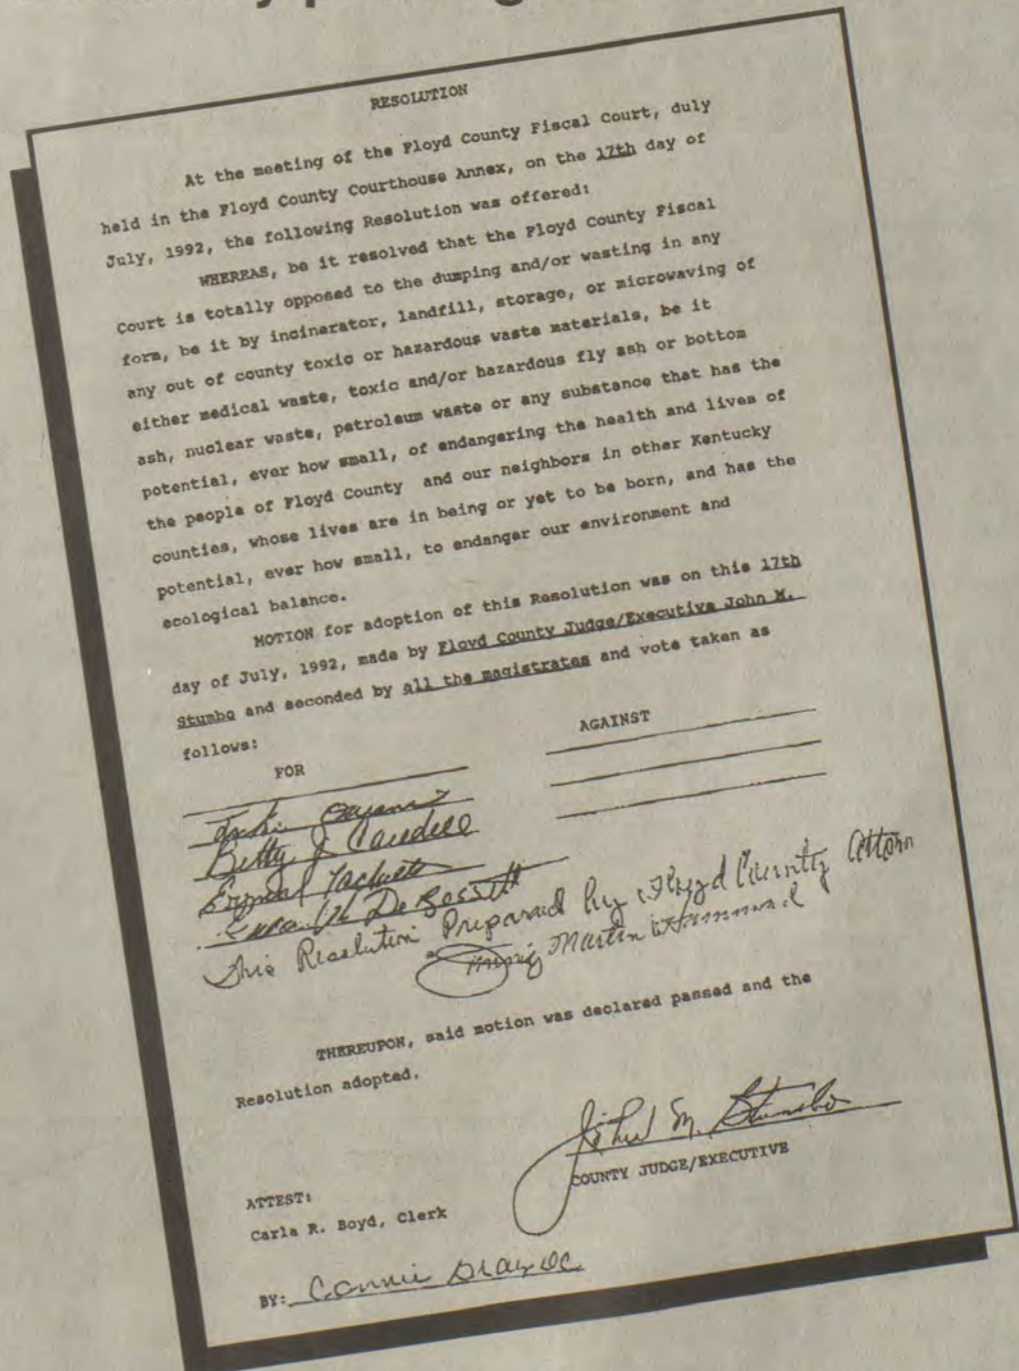 RESOLUTION
At the meeting of the Floyd County Fiscal Court, duly
held in the Floyd County Courthouse Annex, on the 17th day of
July, 1992, the following Resolution was offered:
WHEREAS, be it resolved that the Floyd County Fiscal
Court is totally opposed to the dumping and/or wasting in any
form, be it by incinerator, landfill, storage, or microwaving of
any out of county toxic or hazardous waste materials, be it
either medical waste, toxic and/or hazardous fly ash or bottom
ash, nuclear waste, petroleum waste or any substance that has the
potential, ever how small, of endangering the health and lives of
the people of Floyd County and our neighbors in other Kentucky
counties, whose lives are in being or yet to be born, and has the
potential, ever how small, to endanger our environment and
ecological balance.
MOTION for adoption of this Resolution was on this 17th
day of July, 1992, made by Floyd County Judge/Executive John M.
Stumbo and seconded by all the magistrates and vote taken as
follows:
FOR AGAINST
Betty J. Caudill
This Resolution Prepared by Floyd County
Martin Hammond
THEREUPON, said motion was declared passed and the
Resolution adopted.
John M. Stumbo
COUNTY JUDGE/EXECUTIVE
ATTEST:
Carla R. Boyd, Clerk
BY: Connie